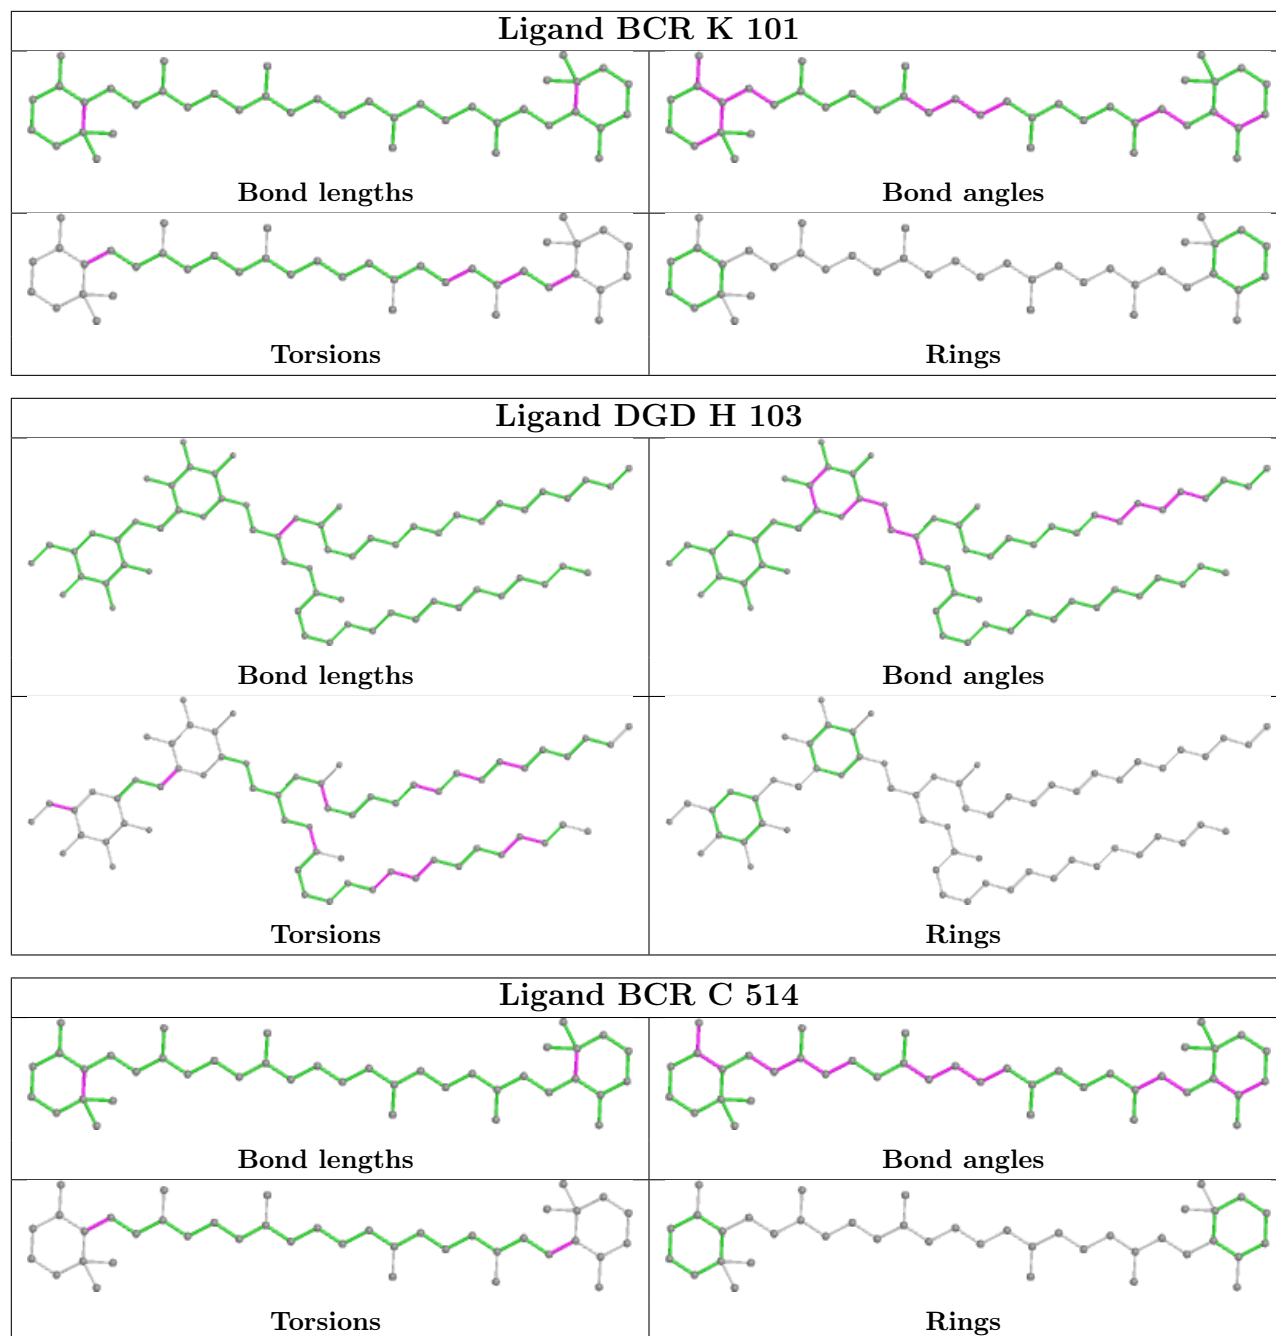 Ligand BCR K 101
Bond lengths
Bond angles
Torsions
Rings
Ligand DGD H 103
Bond lengths
Bond angles
Torsions
Rings
Ligand BCR C 514
Bond lengths
Bond angles
Torsions
Rings